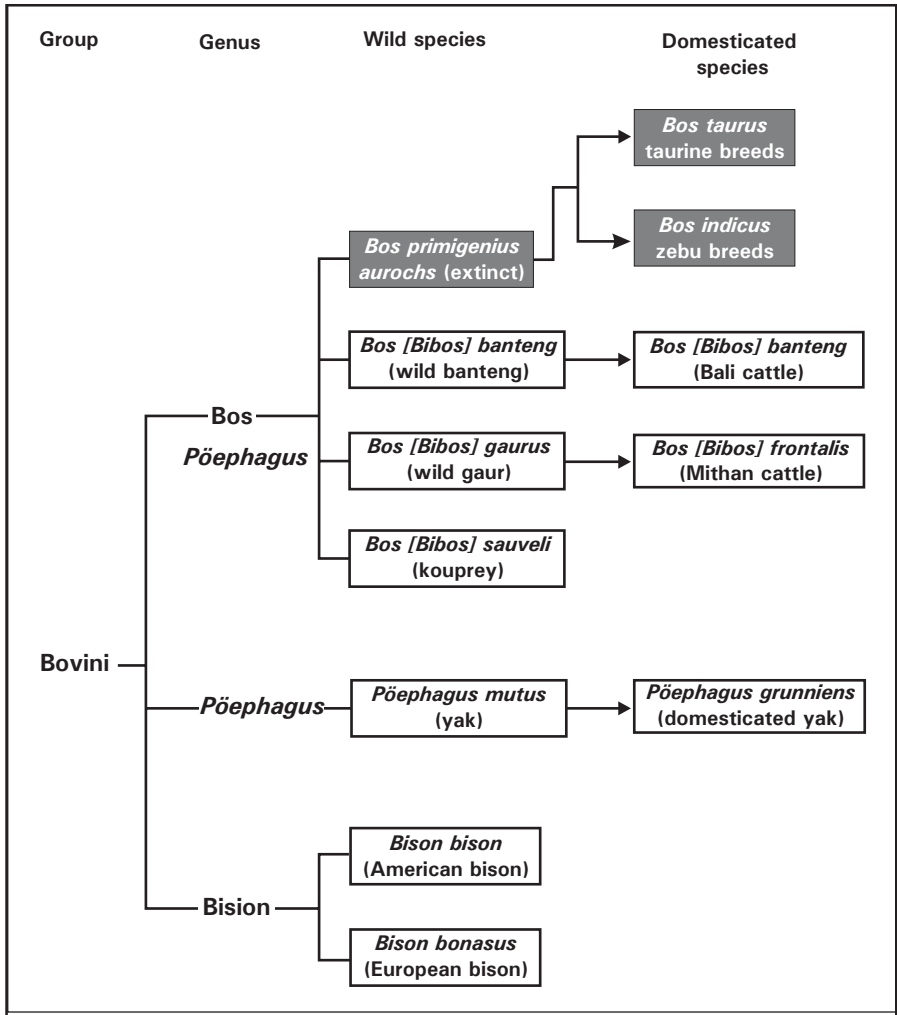 Group Genus Wild species Domesticated
species
Bos taurus
taurine breeds
Bos indicus
zebu breeds
Bos primigenius
aurochs (extinct)
Bos [Bibos] banteng
(wild banteng)
Bos [Bibos] banteng
(Bali cattle)
Bos
Pöephagus
Bos [Bibos] gaurus
(wild gaur)
Bos [Bibos] frontalis
(Mithan cattle)
Bos [Bibos] sauveli
(kouprey)
Bovini
Pöephagus
Pöephagus mutus
(yak)
Pöephagus grunniens
(domesticated yak)
Bison bison
(American bison)
Bision
Bison bonasus
(European bison)